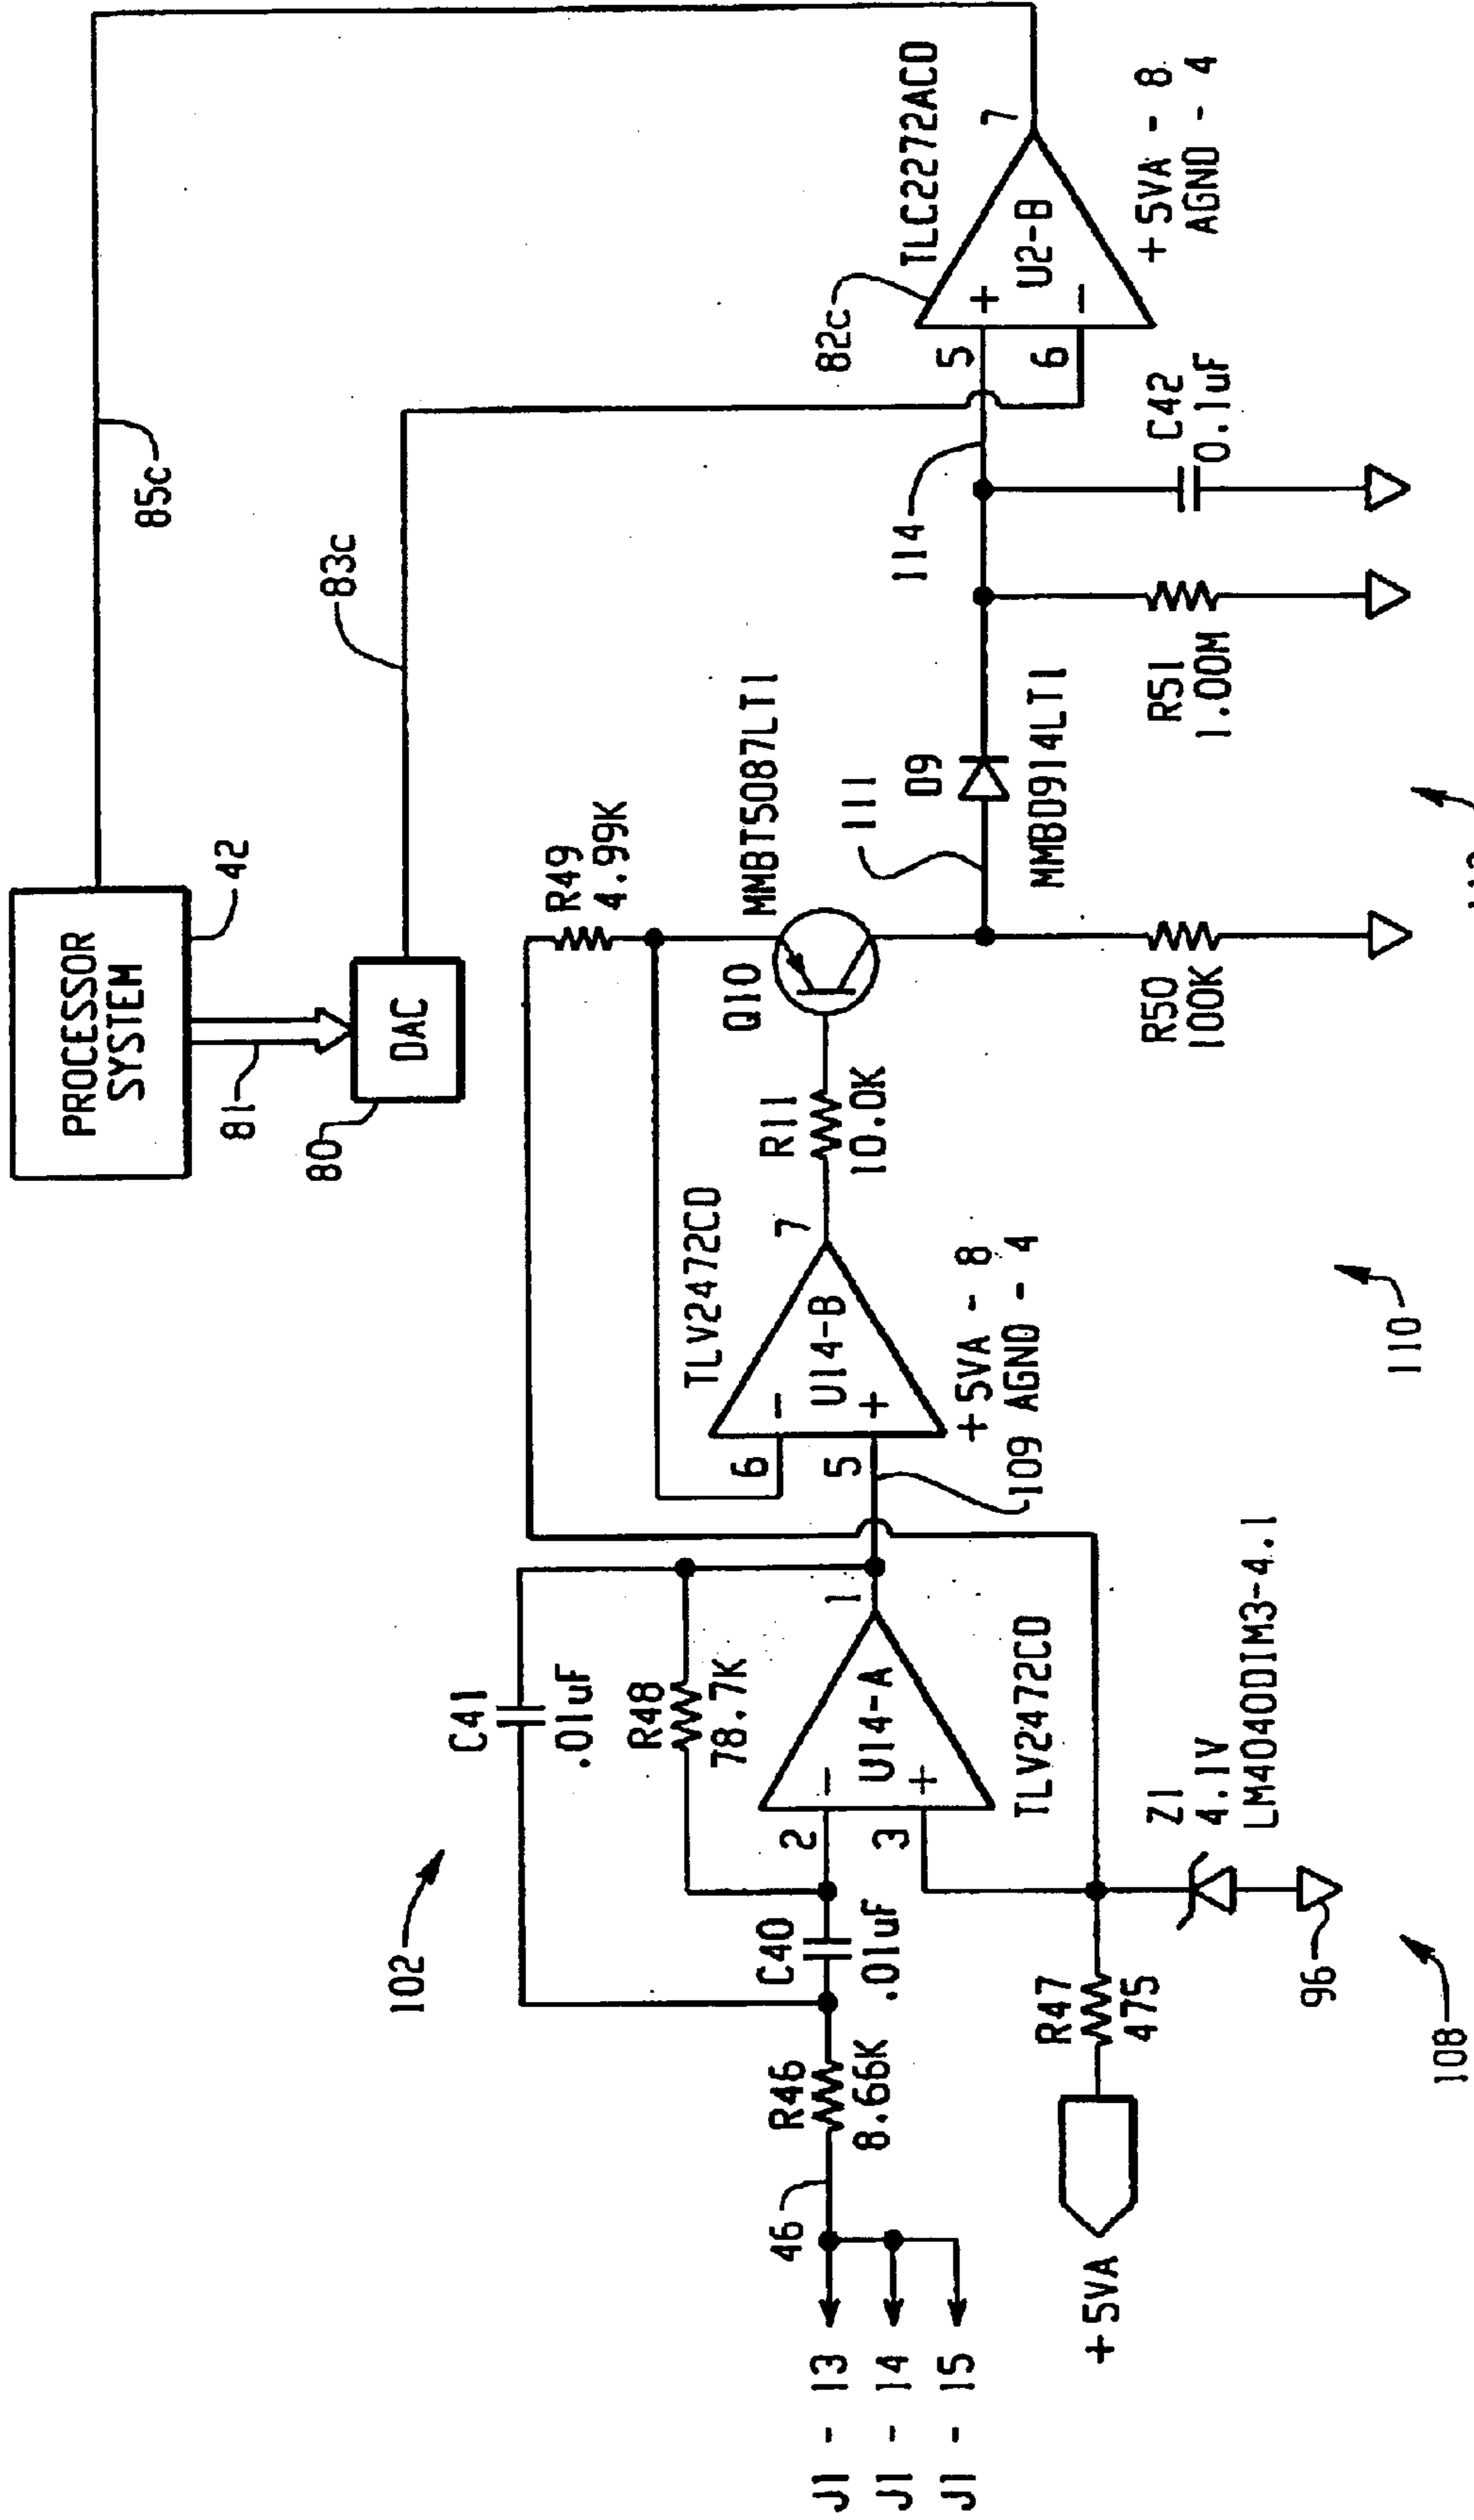 PROCESSOR
SYSTEM
42
81
80
DAC
83c
85c
102
C41
.01uF
R48
78.7K
R49
4.99K
TLV2472CD
6
5
-
+
U14-B
7
+5VA - 8
AGND - 4
109
R11
10.0K
Q10
MMBT5087LT1
111
D9
MMBD914LT1
114
82c
TLC2272ACD
5
6
+
-
U2-B
7
+5VA - 8
AGND - 4
J1 - 13
J1 - 14
J1 - 15
46
R46
8.66K
C40
.01uF
2
3
-
+
U14-A
1
TLV2472CD
+5VA
R47
475
Z1
4.1V
LM4040DIM3-4.1
96
108
110
R50
100K
R51
1.00M
C42
0.1uF